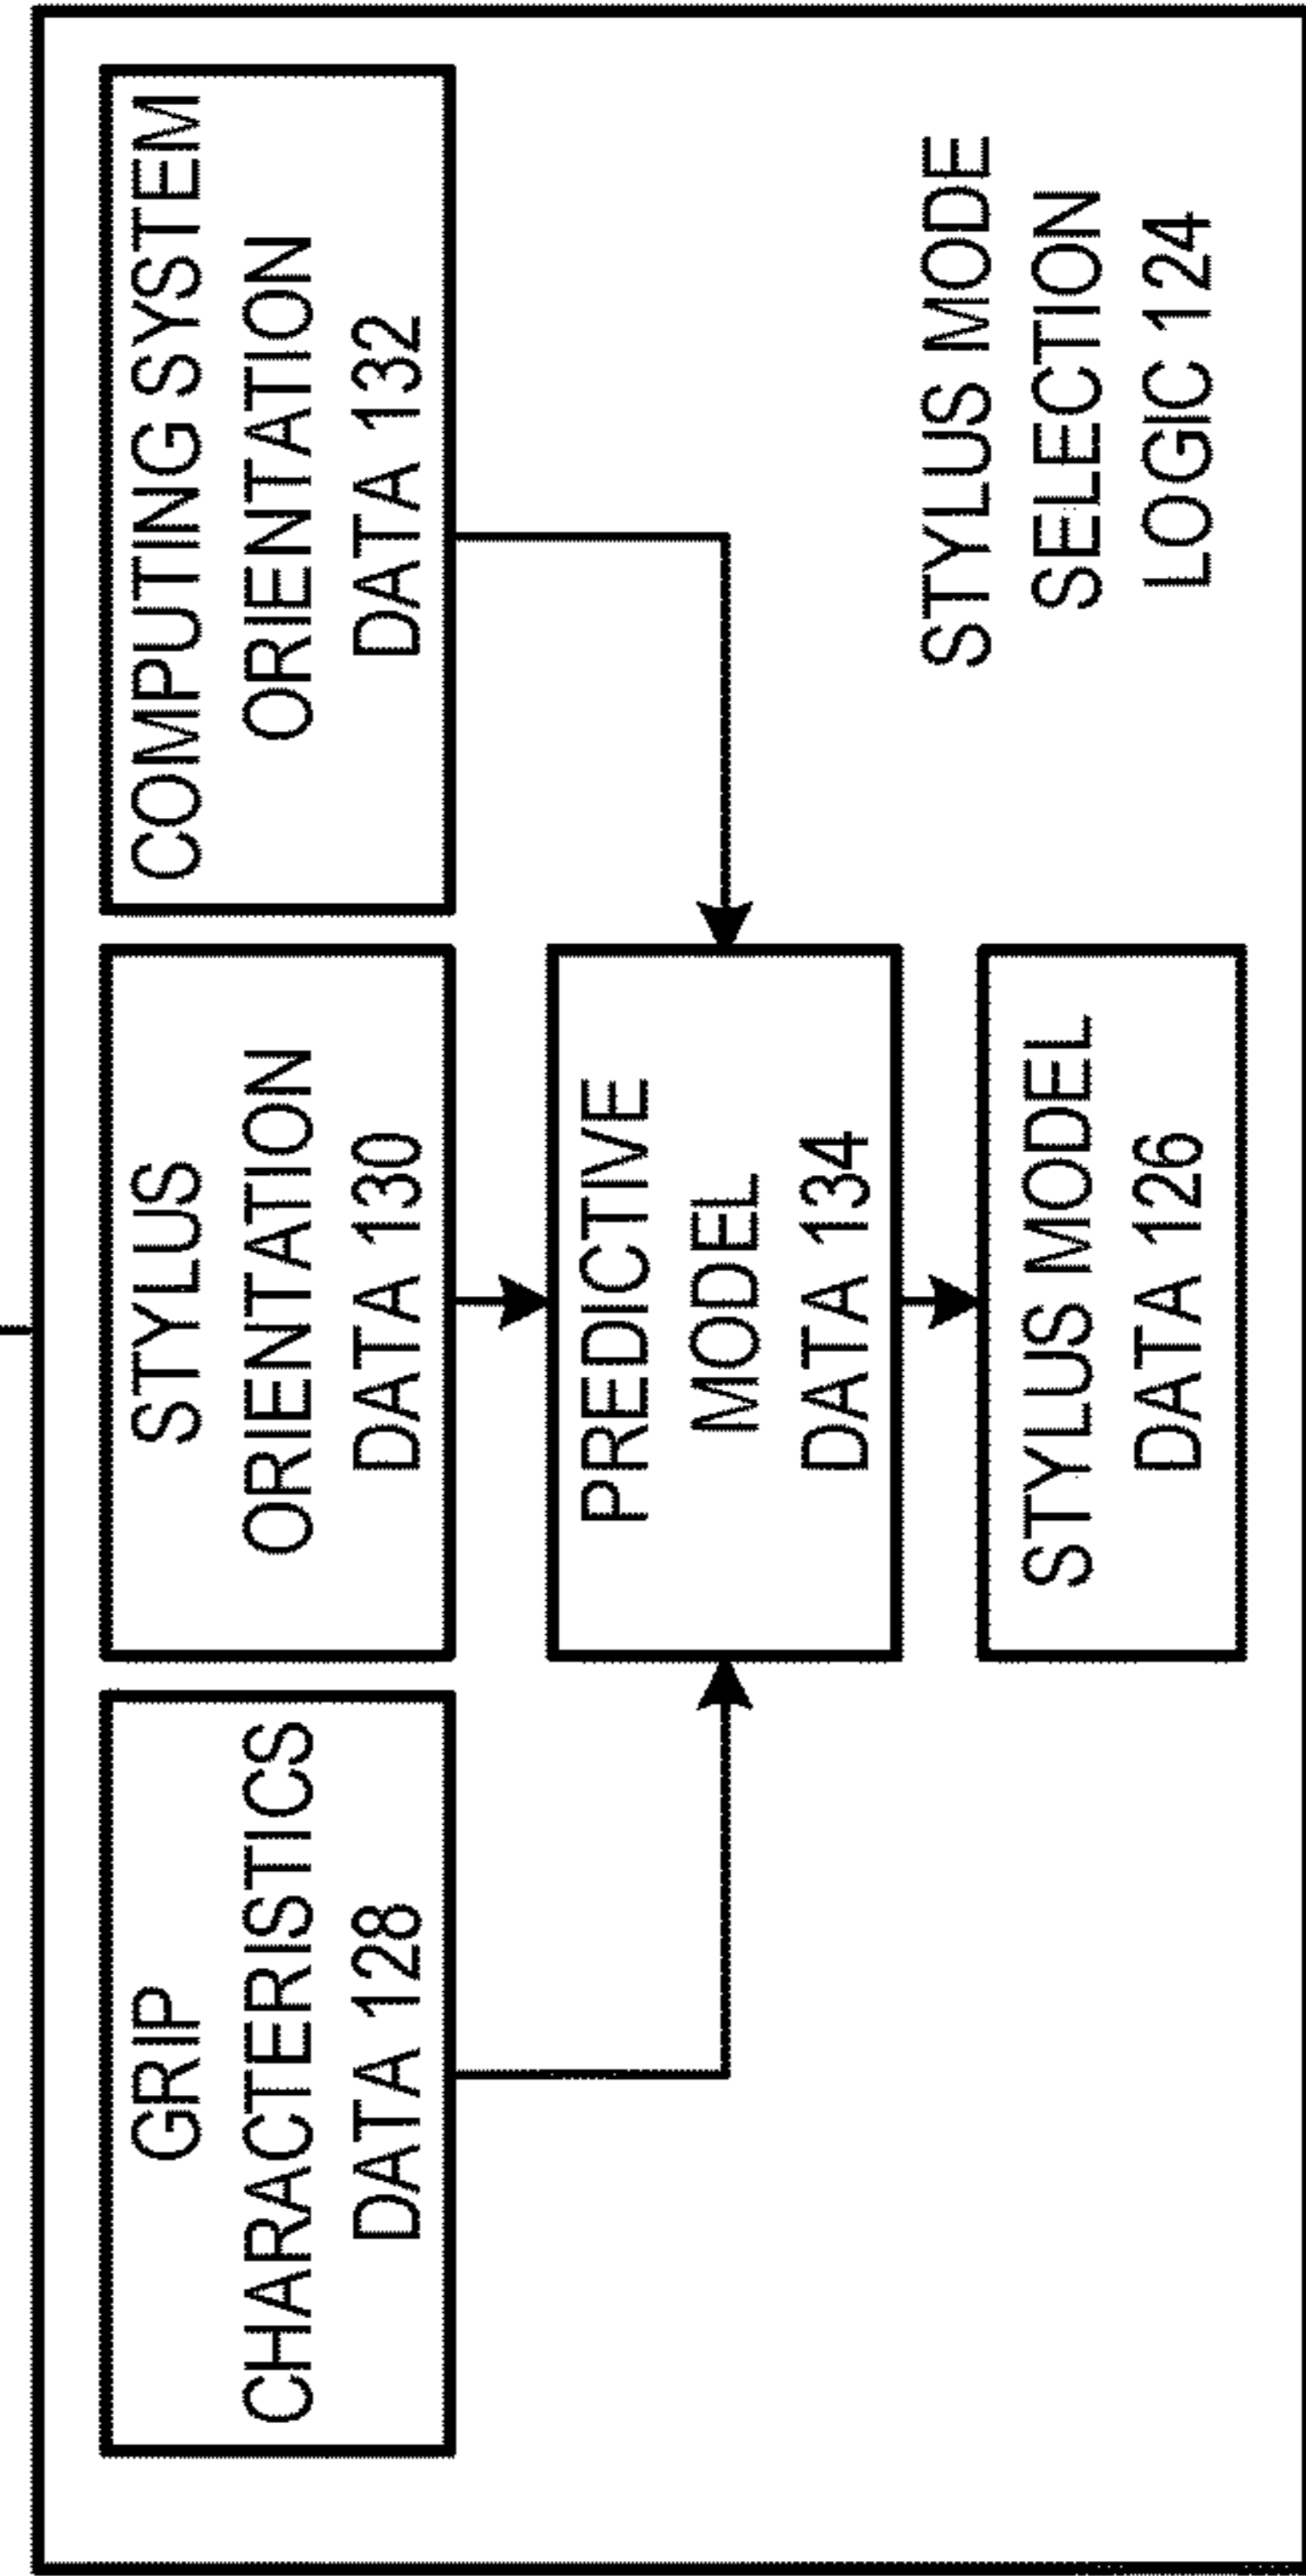 GRIP
CHARACTERISTICS
DATA 128
STYLUS
ORIENTATION
DATA 130
COMPUTING SYSTEM
ORIENTATION
DATA 132
PREDICTIVE
MODEL
DATA 134
STYLUS MODEL
DATA 126
STYLUS MODE
SELECTION
LOGIC 124